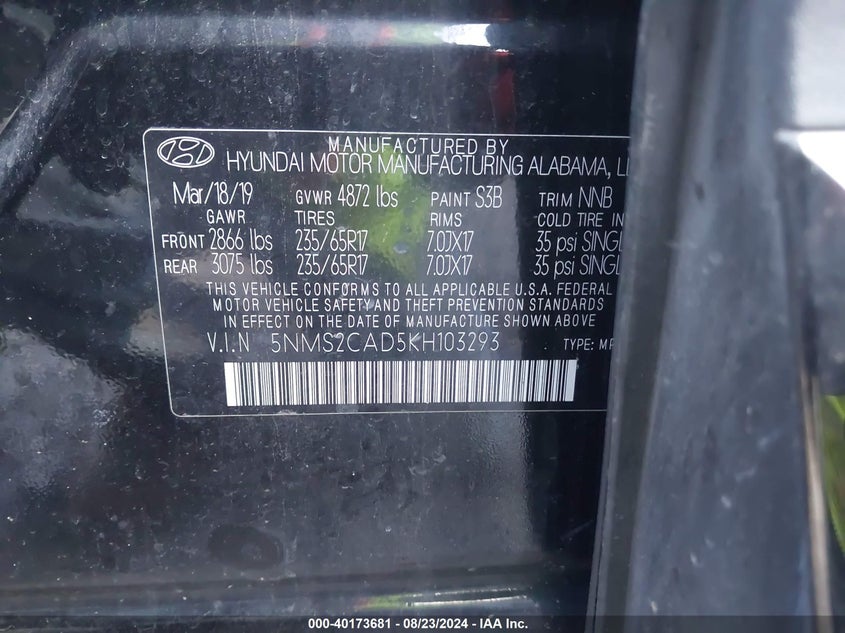 MANUFACTURED BY
HYUNDAI MOTOR MANUFACTURING ALABAMA,
Mar/18/19 GVWR 4872 lbs PAINT S3B TRIM NNB
GAWR TIRES RIMS COLD TIRE IN
FRONT 2866 lbs 235/65R17 7.0JX17 35 psi SINGL
REAR 3075 lbs 235/65R17 7.0JX17 35 psi SINGL
THIS VEHICLE CONFORMS TO ALL APPLICABLE U.S.A. FEDERAL
MOTOR VEHICLE SAFETY AND THEFT PREVENTION STANDARDS
IN EFFECT ON THE DATE OF MANUFACTURE SHOWN ABOVE
V.I.N 5NMS2CAD5KH103293 TYPE: MP
000-40173681 - 08/23/2024 - IAA Inc.